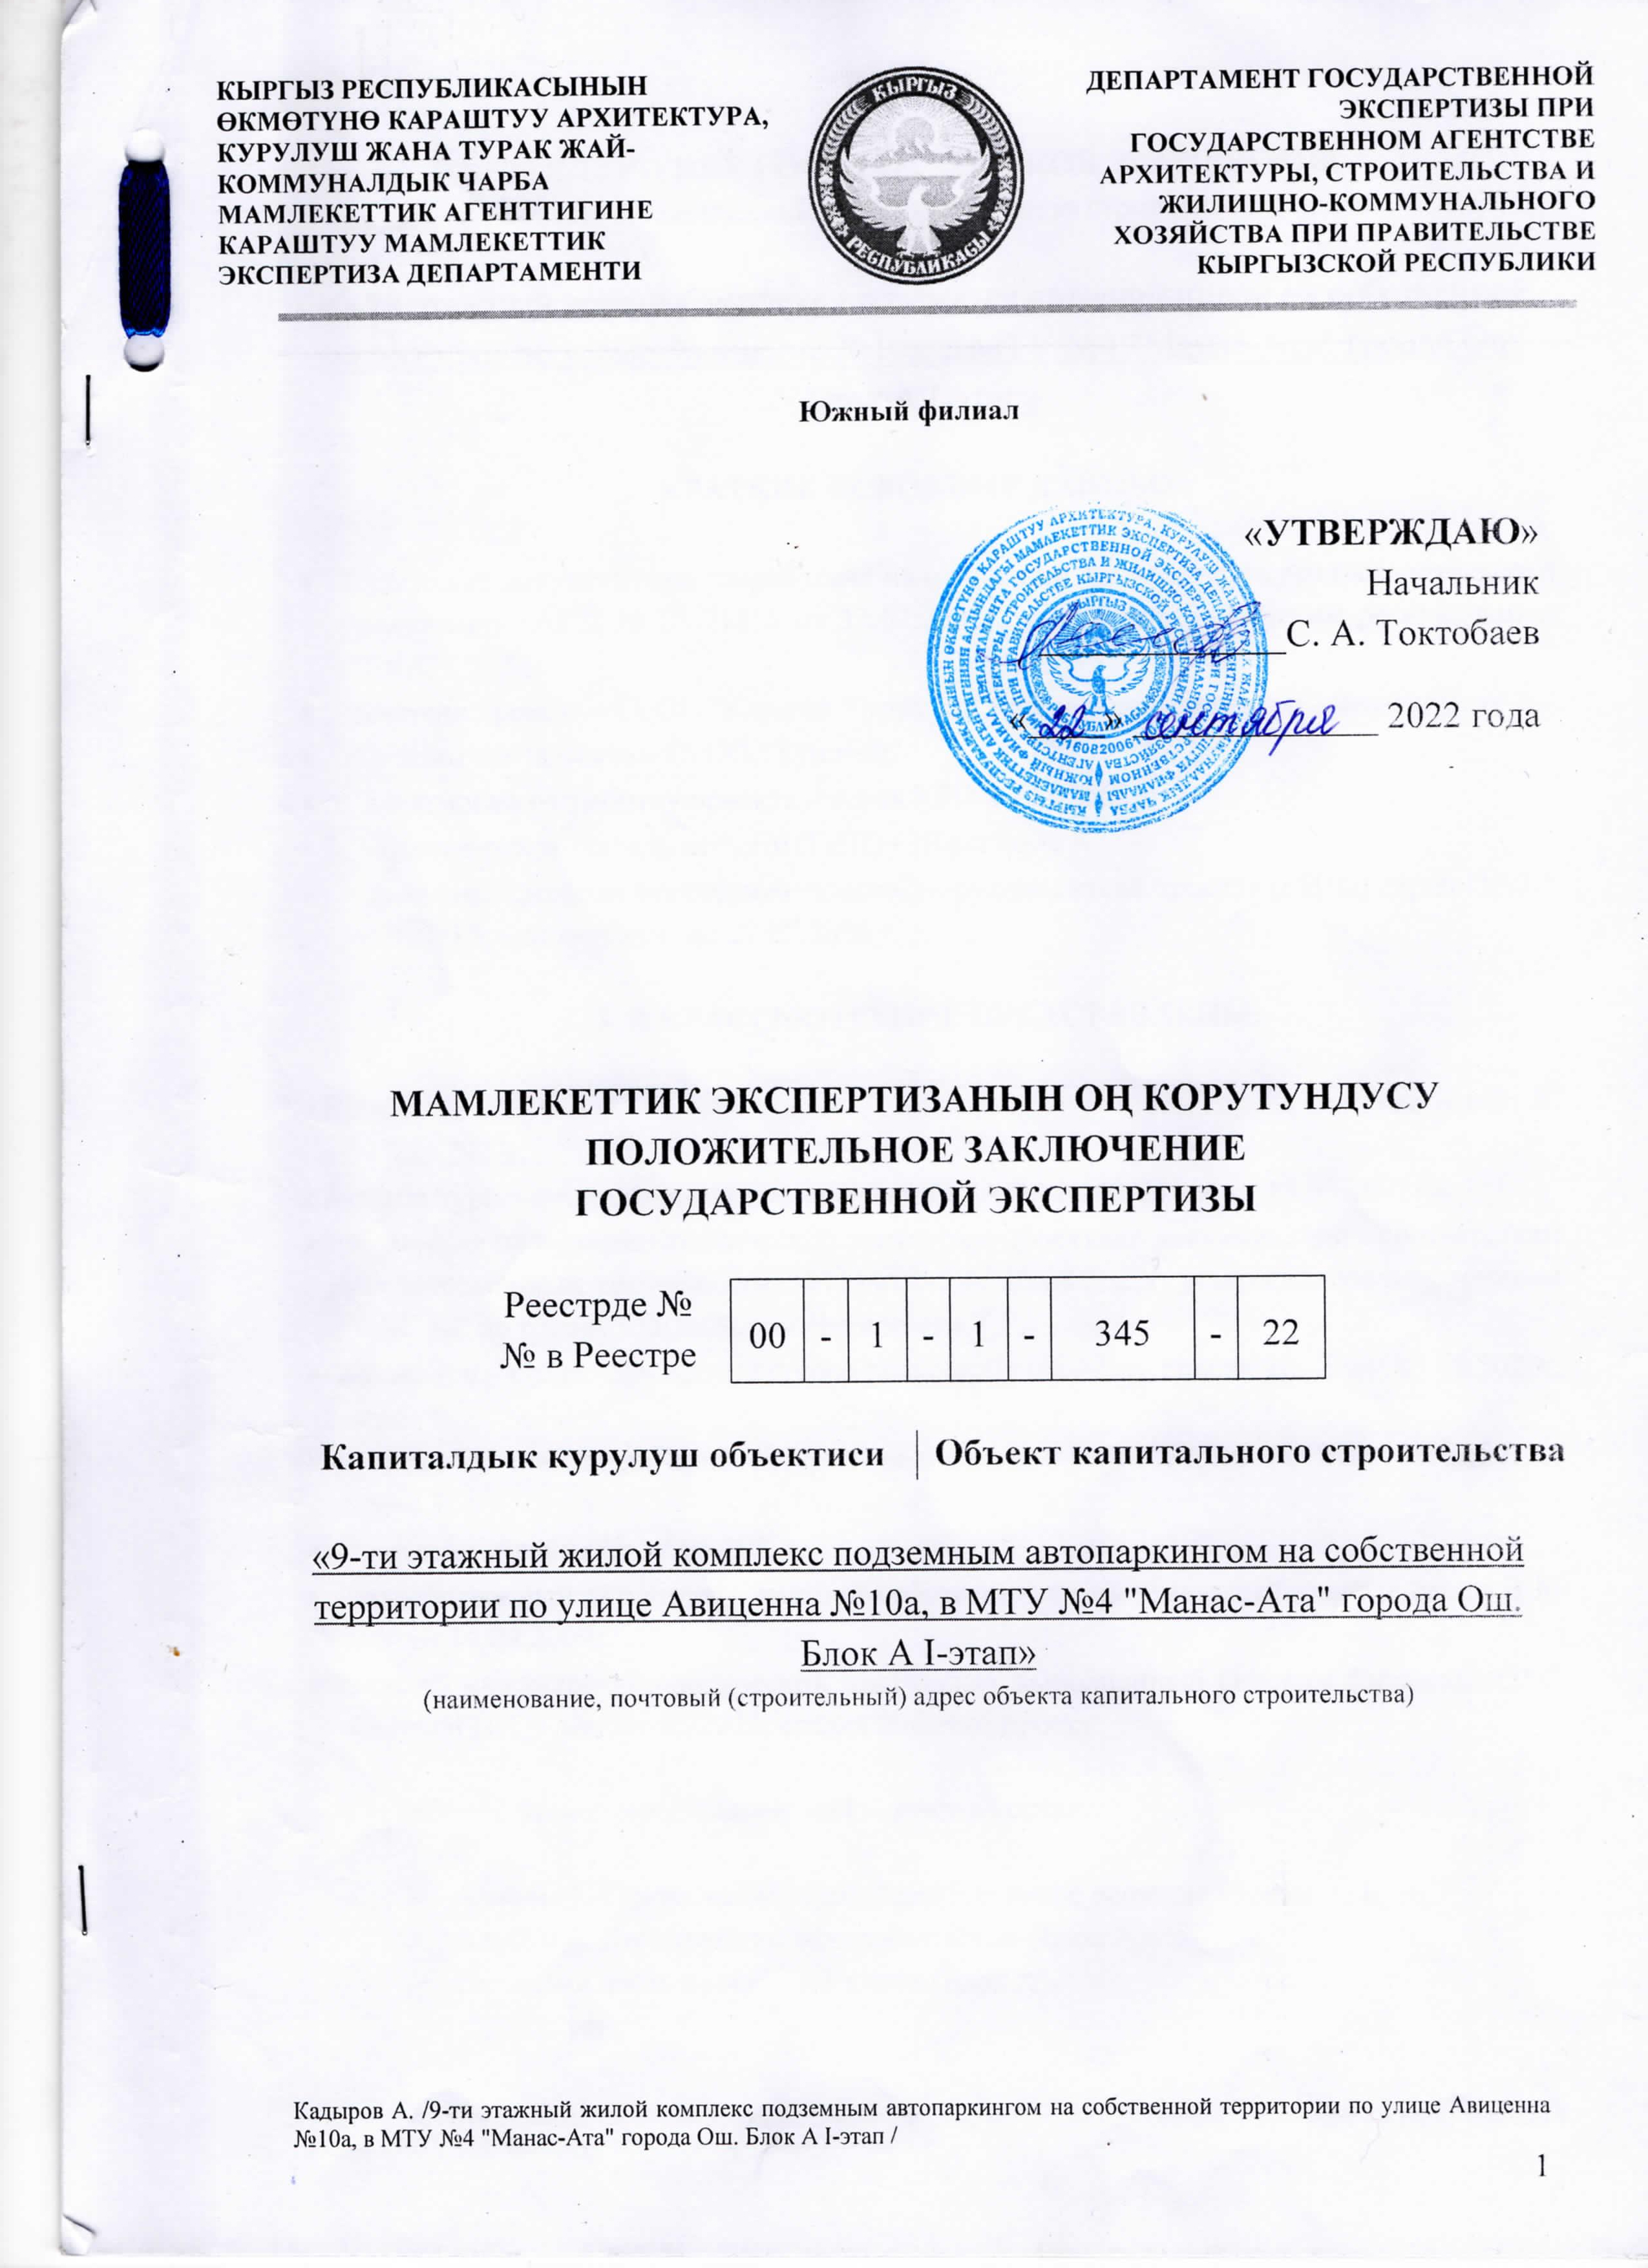 КЫРГЫЗ РЕСПУБЛИКАСЫНЫН
ӨКМӨТҮНӨ КАРАШТУУ АРХИТЕКТУРА,
КУРУЛУШ ЖАНА ТУРАК ЖАЙ-
КОММУНАЛДЫК ЧАРБА
МАМЛЕКЕТТИК АГЕНТТИГИНЕ
КАРАШТУУ МАМЛЕКЕТТИК
ЭКСПЕРТИЗА ДЕПАРТАМЕНТИ
КЫРГЫЗ
РЕСПУБЛИКАСЫ
ДЕПАРТАМЕНТ ГОСУДАРСТВЕННОЙ
ЭКСПЕРТИЗЫ ПРИ
ГОСУДАРСТВЕННОМ АГЕНТСТВЕ
АРХИТЕКТУРЫ, СТРОИТЕЛЬСТВА И
ЖИЛИЩНО-КОММУНАЛЬНОГО
ХОЗЯЙСТВА ПРИ ПРАВИТЕЛЬСТВЕ
КЫРГЫЗСКОЙ РЕСПУБЛИКИ
Южный филиал
«УТВЕРЖДАЮ»
Начальник
С. А. Токтобаев
«22» сентября 2022 года
МАМЛЕКЕТТИК ЭКСПЕРТИЗАНЫН ОҢ КОРУТУНДУСУ
ПОЛОЖИТЕЛЬНОЕ ЗАКЛЮЧЕНИЕ
ГОСУДАРСТВЕННОЙ ЭКСПЕРТИЗЫ
Реестрде №
№ в Реестре
00 - 1 - 1 - 345 - 22
Капиталдык курулуш объектиси Объект капитального строительства
«9-ти этажный жилой комплекс подземным автопаркингом на собственной
территории по улице Авиценна №10а, в МТУ №4 "Манас-Ата" города Ош.
Блок А I-этап»
(наименование, почтовый (строительный) адрес объекта капитального строительства)
Кадыров А. /9-ти этажный жилой комплекс подземным автопаркингом на собственной территории по улице Авиценна
№10а, в МТУ №4 "Манас-Ата" города Ош. Блок А I-этап /
1